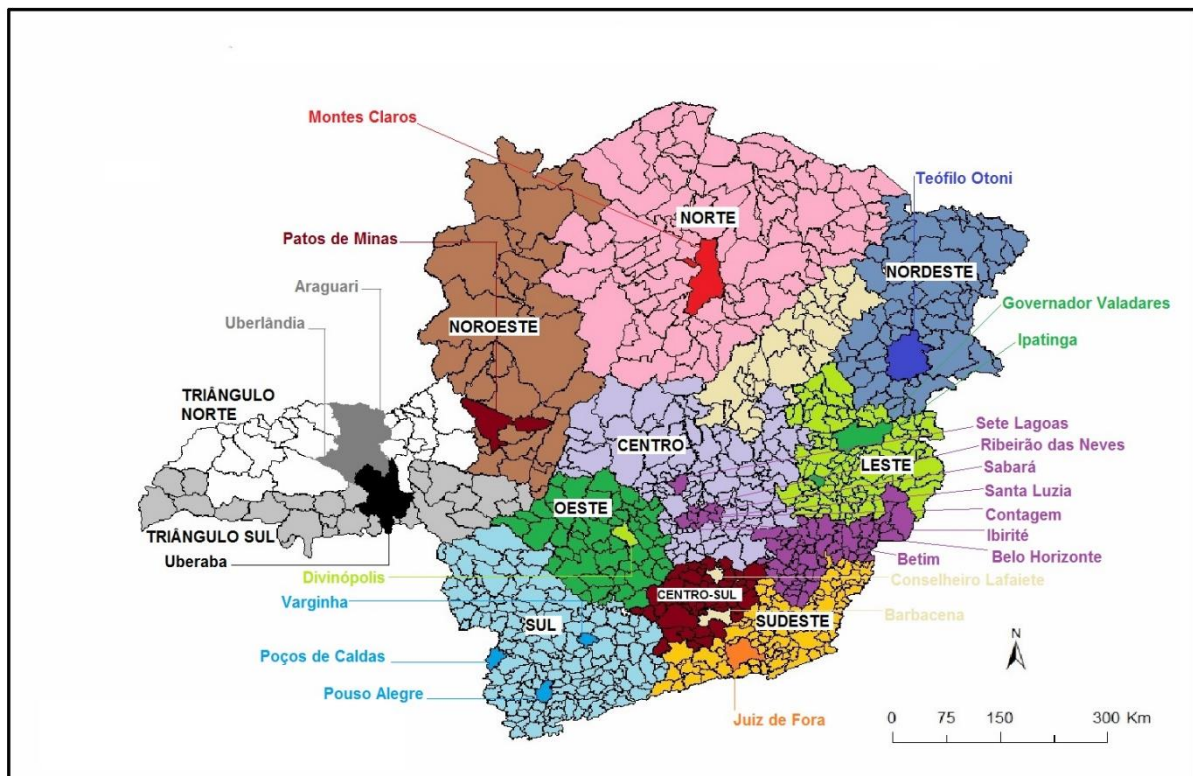 Montes Claros
Teófilo Otoni
NORTE
Patos de Minas
NORDESTE
Araguari
Governador Valadares
Uberlândia
NOROESTE
Ipatinga
TRIÂNGULO
NORTE
Sete Lagoas
CENTRO
Ribeirão das Neves
LESTE
Sabará
Santa Luzia
OESTE
Contagem
TRIÂNGULO SUL
Ibirité
Uberaba
Betim
Belo Horizonte
Divinópolis
Conselheiro Lafaiete
CENTRO-SUL
Varginha
Barbacena
SUL
SUDESTE
N
Poços de Caldas
Pouso Alegre
Juiz de Fora
0 75 150 300 Km